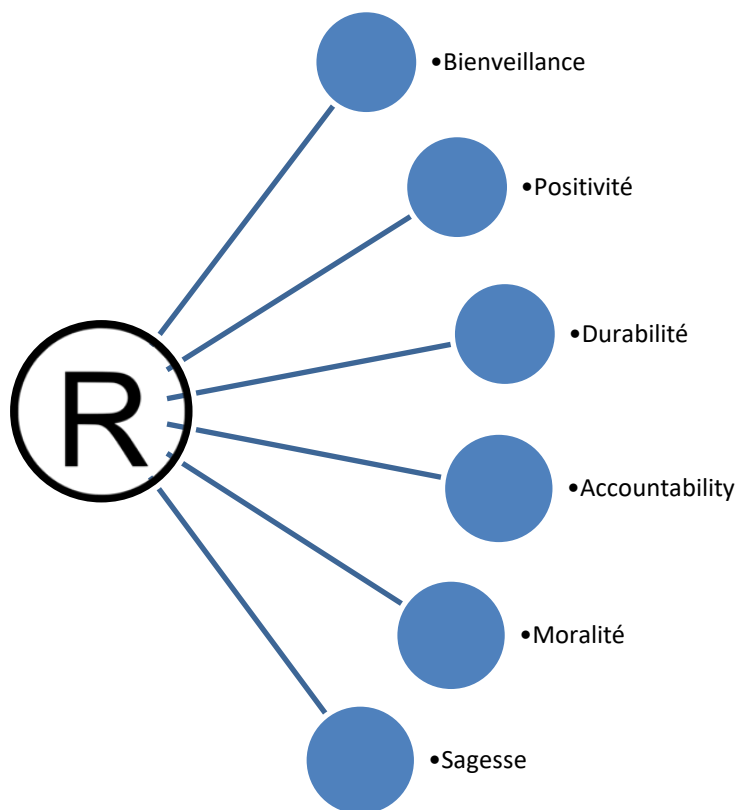 •Bienveillance
•Positivité
•Durabilité
R
•Accountability
•Moralité
•Sagesse